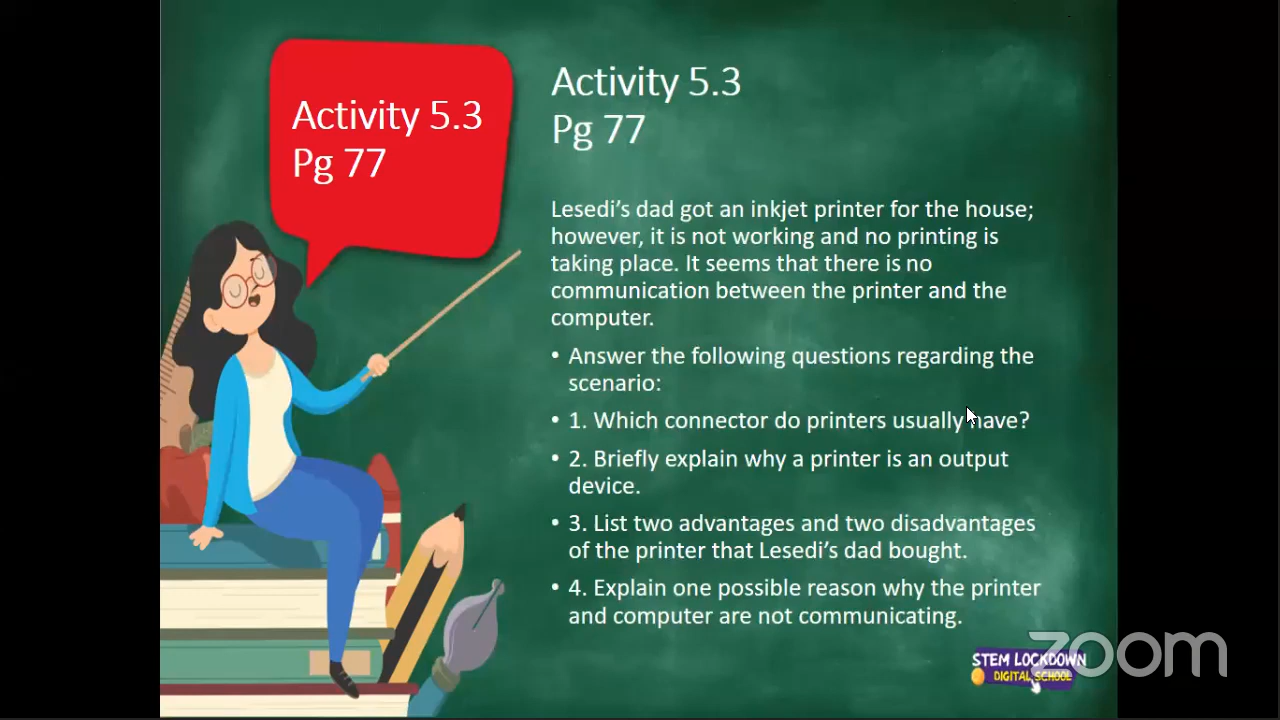 Activity 5.3
Pg 77
Activity 5.3
Pg 77
Lesedi’s dad got an inkjet printer for the house;
however, it is not working and no printing is
taking place. It seems that there is no
communication between the printer and the
computer.
• Answer the following questions regarding the
scenario:
• 1. Which connector do printers usually have?
• 2. Briefly explain why a printer is an output
device.
• 3. List two advantages and two disadvantages
of the printer that Lesedi’s dad bought.
• 4. Explain one possible reason why the printer
and computer are not communicating.
STEM LOCKDOWN
DIGITAL SCHOOL
zoom